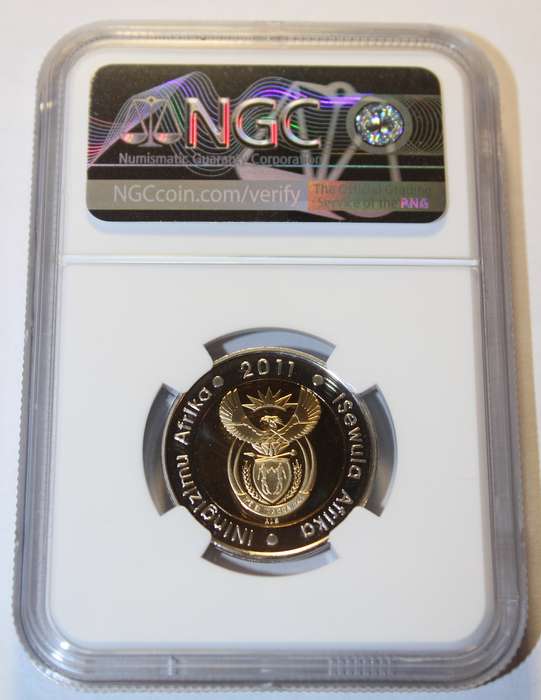 NGC
Numismatic Guaranty Corporation
NGCcoin.com/verify
The Official Grading
Service of the PNG
2011
iSewula Afrika
iNingizimu Afrika
ALS